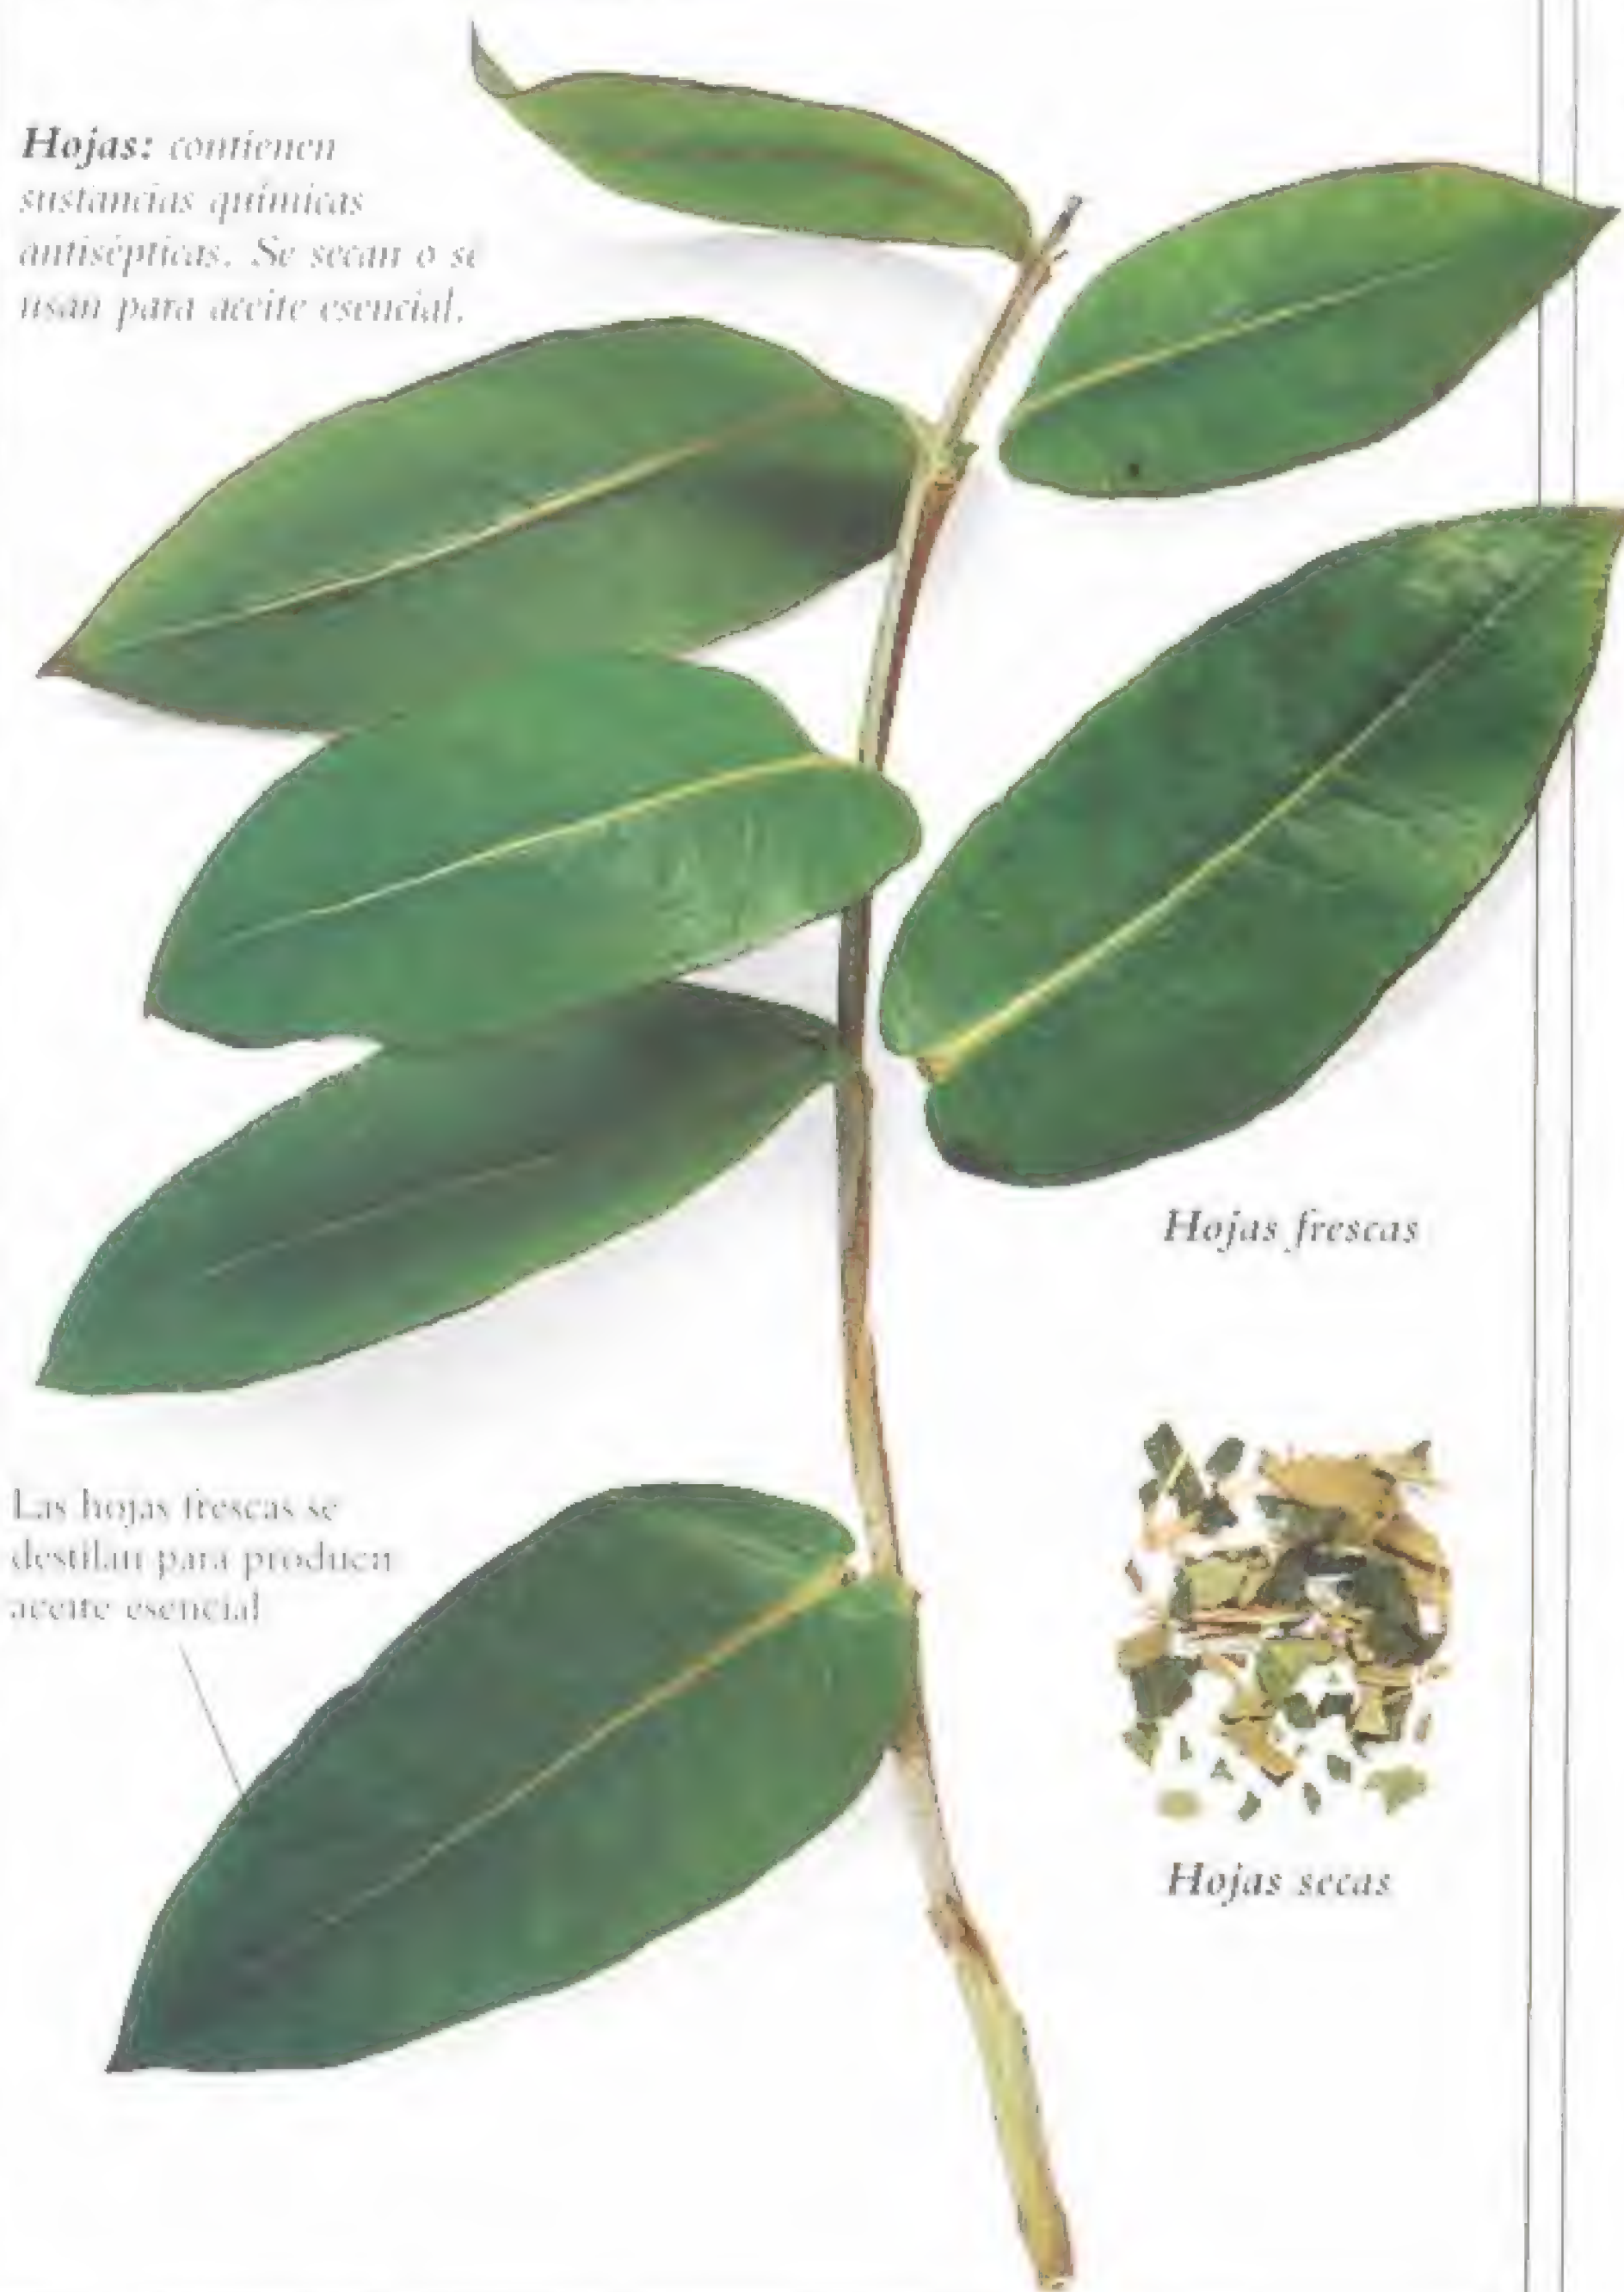 Hojas: contienen
sustancias químicas
antisépticas. Se secan o se
usan para aceite esencial.
Hojas frescas
Las hojas frescas se
destilan para producen
aceite esencial
Hojas secas